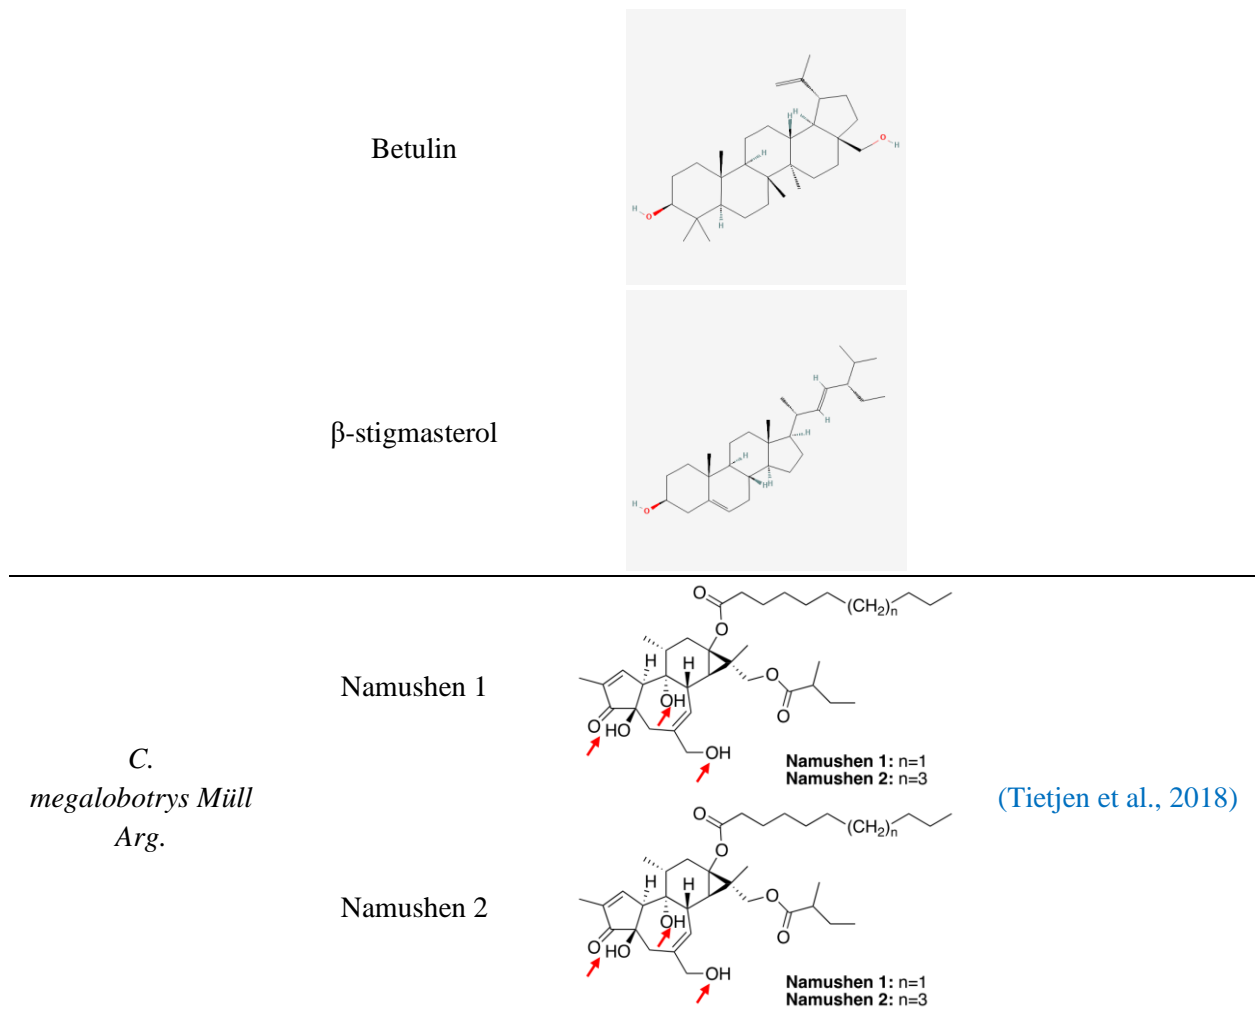 Betulin
H
H
H
H
O
H
H
O
β-stigmasterol
H
H
H
H
H
H
H
O
C.
megalobotrys Müll
Arg.
Namushen 1
O
(CH₂)n
O
H
H
O
OH
O
O
HO
OH
Namushen 1: n=1
Namushen 2: n=3
(Tietjen et al., 2018)
Namushen 2
O
(CH₂)n
O
H
H
O
OH
O
O
HO
OH
Namushen 1: n=1
Namushen 2: n=3